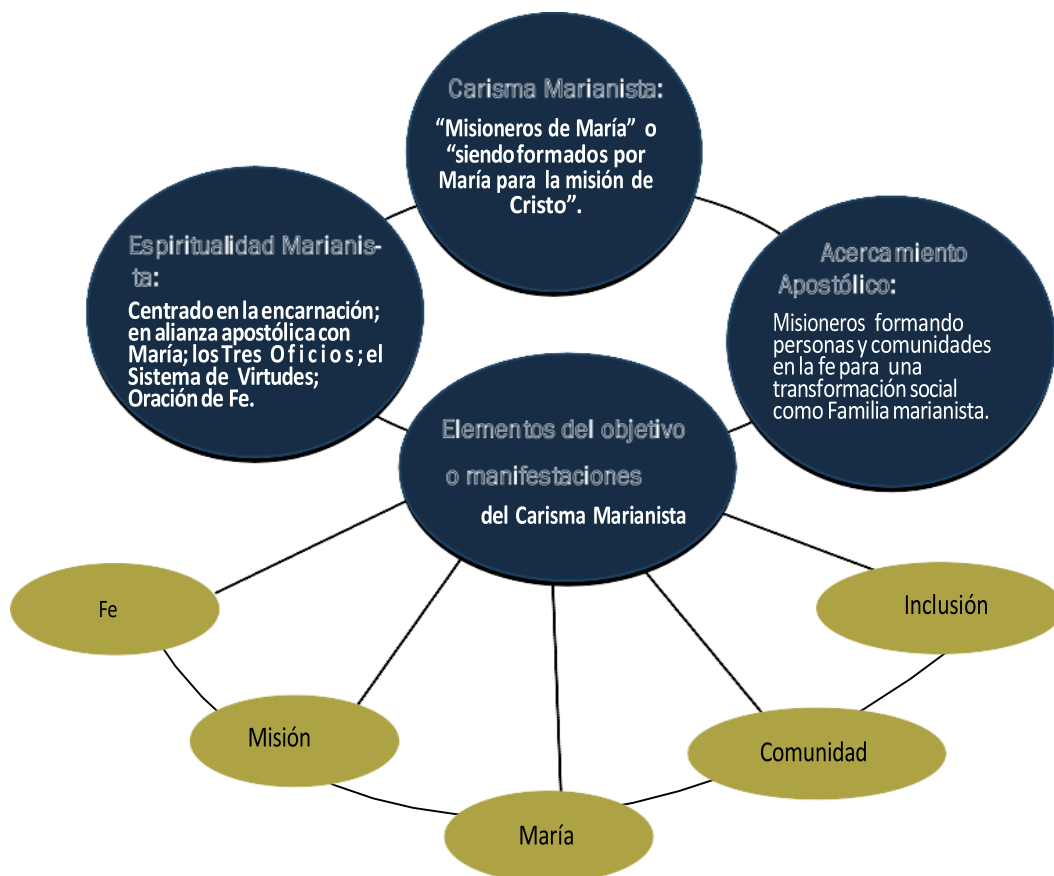 Carisma Marianista:
“Misioneros de María” o
“siendo formados por
María para la misión de
Cristo”.
Espiritualidad Marianis-
ta:
Centrado en la encarnación;
en alianza apostólica con
María; los Tres Oficios; el
Sistema de Virtudes;
Oración de Fe.
Acercamiento
Apostólico:
Misioneros formando
personas y comunidades
en la fe para una
transformación social
como Familia marianista.
Elementos del objetivo
o manifestaciones
del Carisma Marianista
Fe
Misión
María
Comunidad
Inclusión